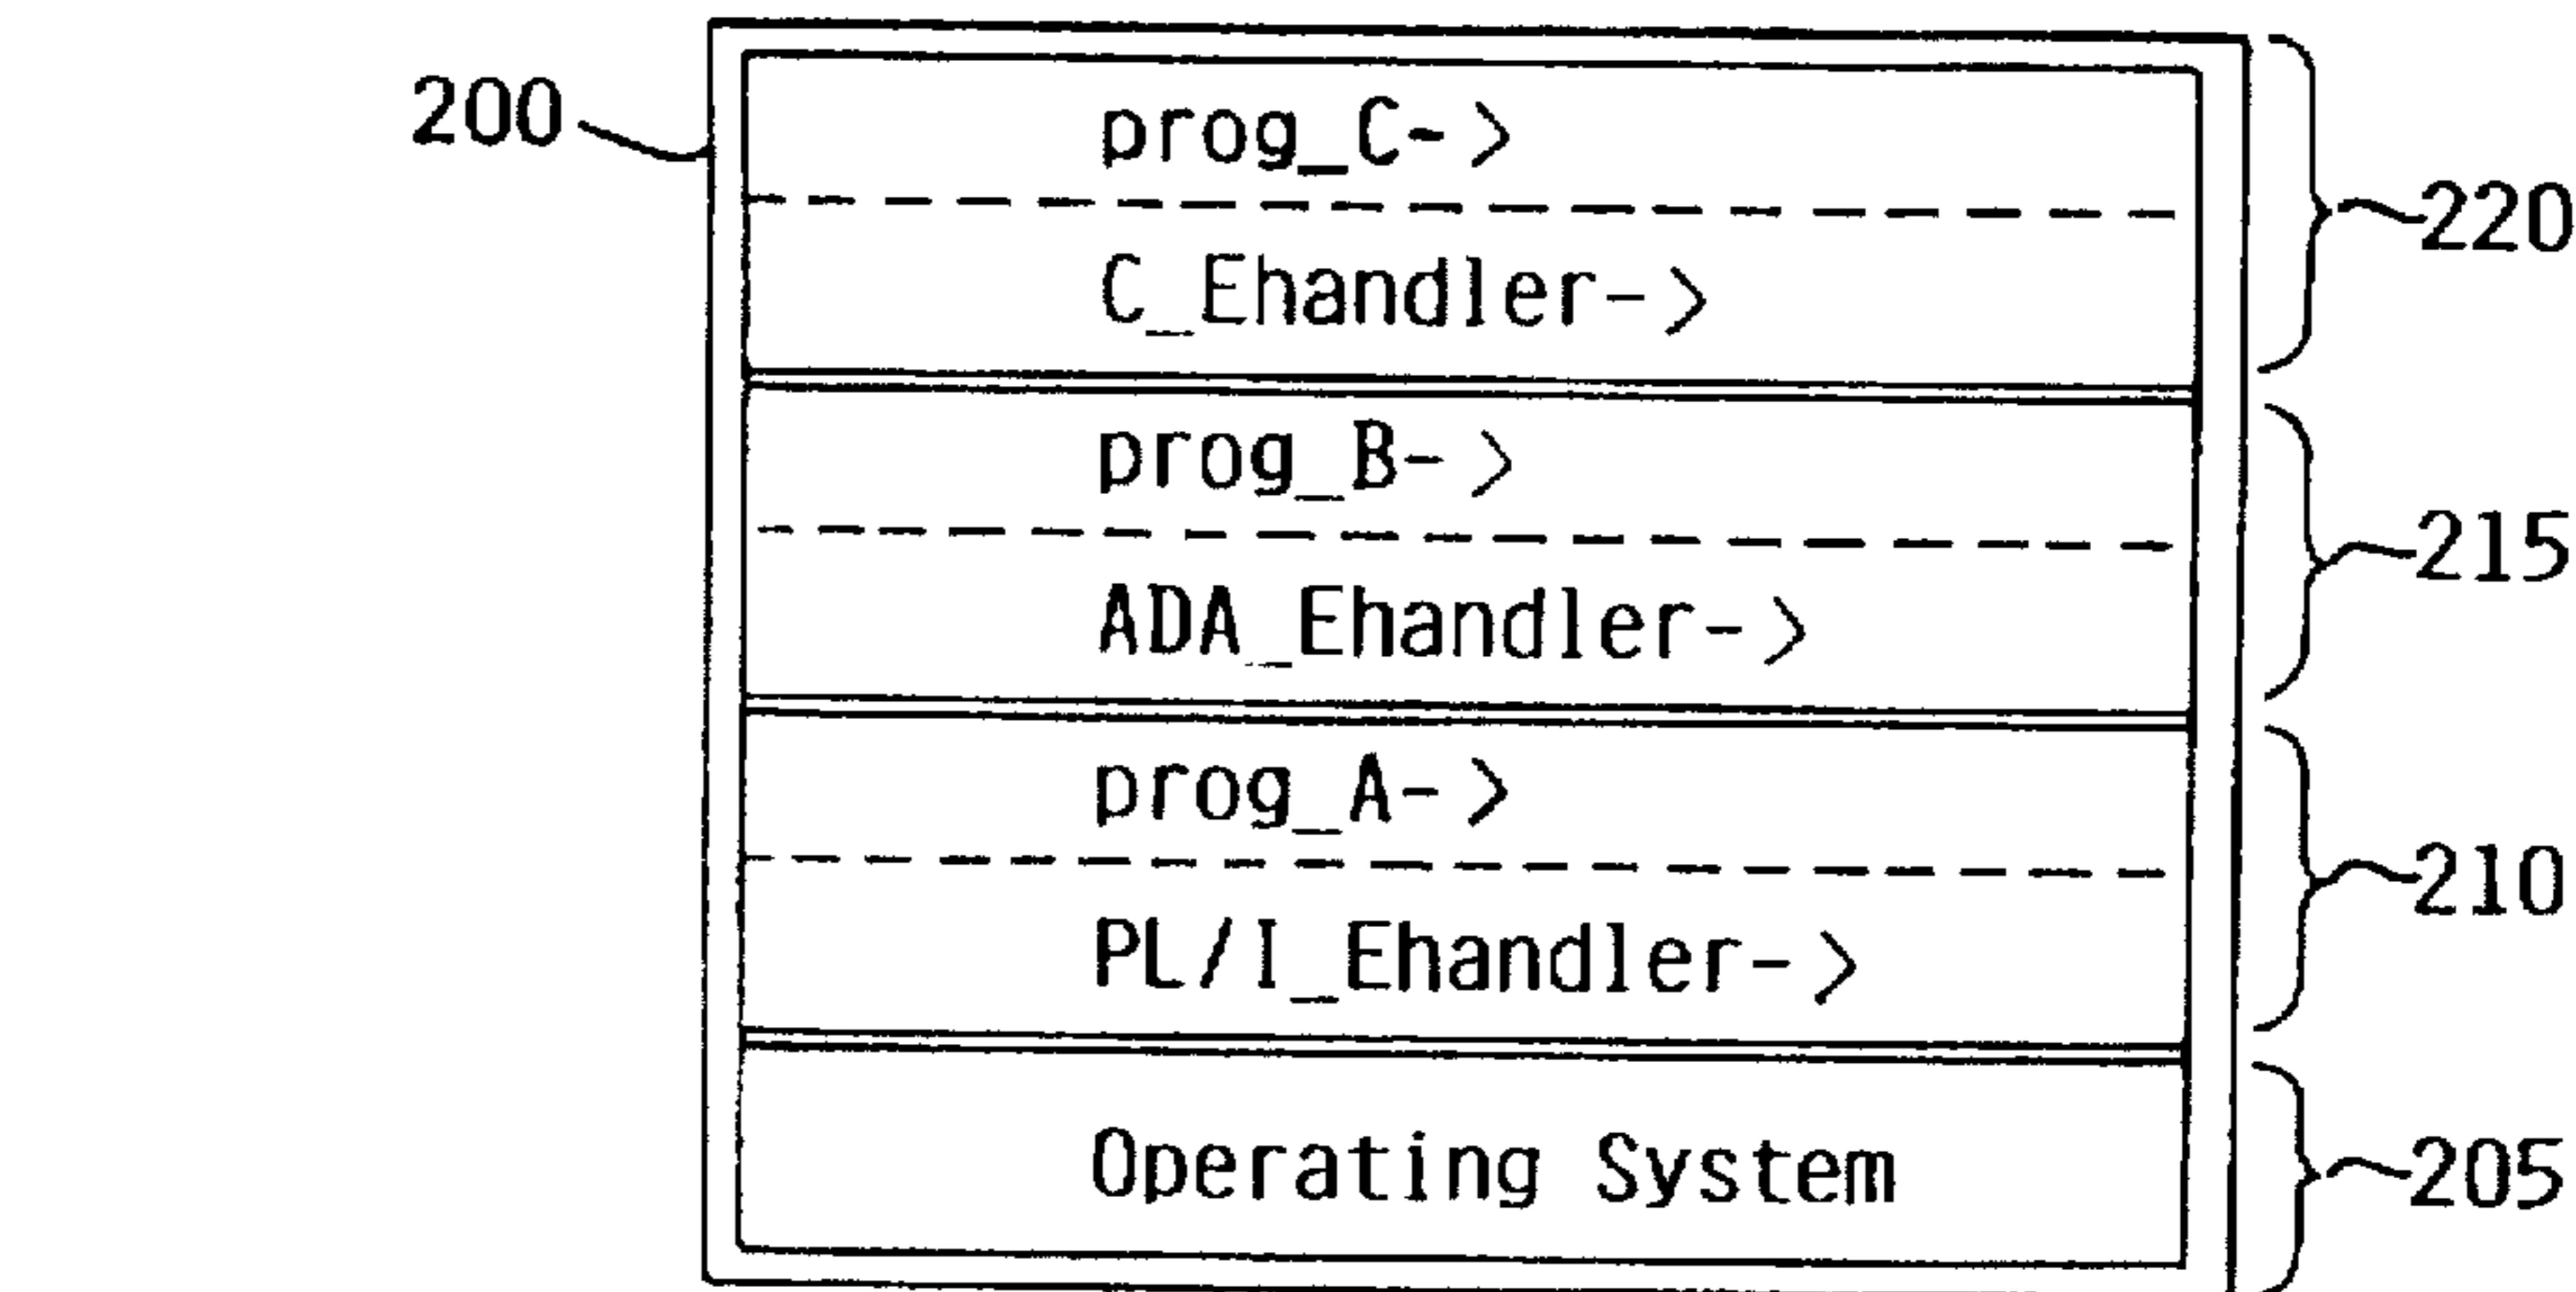 200
prog_C->
220
C_Ehandler->
prog_B->
215
ADA_Ehandler->
prog_A->
210
PL/I_Ehandler->
Operating System
205